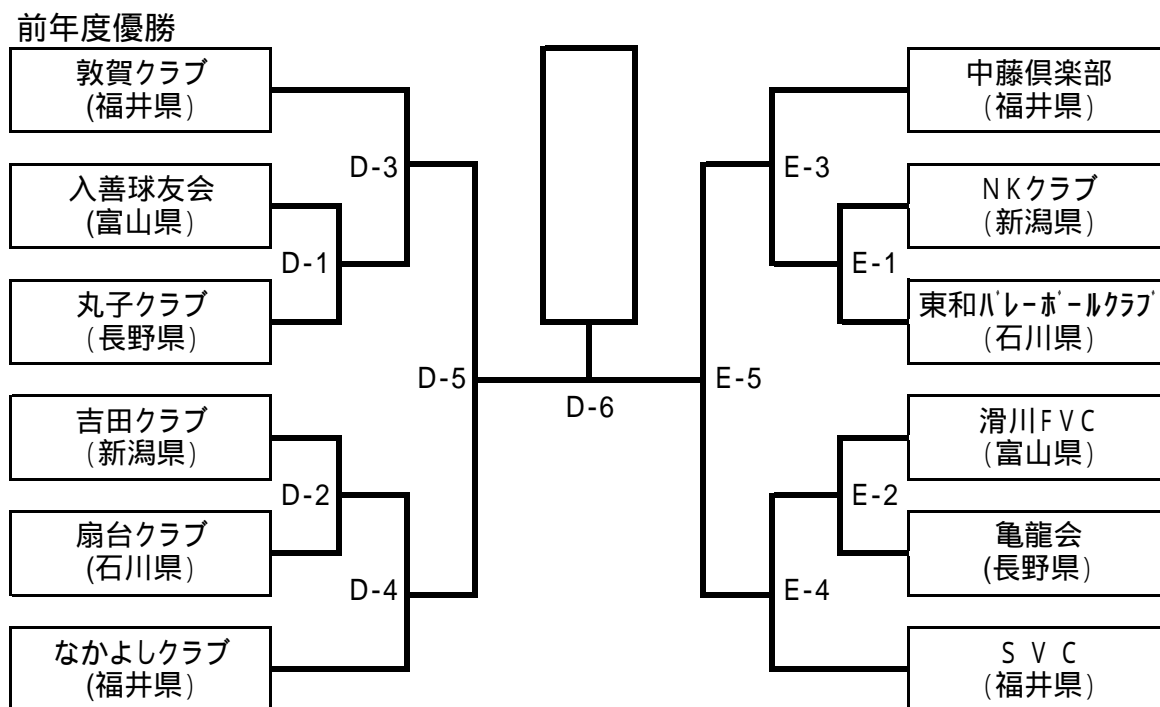 前年度優勝
敦賀クラブ
(福井県)
入善球友会
(富山県)
丸子クラブ
(長野県)
吉田クラブ
(新潟県)
扇台クラブ
(石川県)
なかよしクラブ
(福井県)
D-1
D-2
D-3
D-4
D-5
D-6
E-5
E-3
E-4
E-1
E-2
中藤倶楽部
(福井県)
NKクラブ
(新潟県)
東和バレーボールクラブ
(石川県)
滑川FVC
(富山県)
亀龍会
(長野県)
SVC
(福井県)